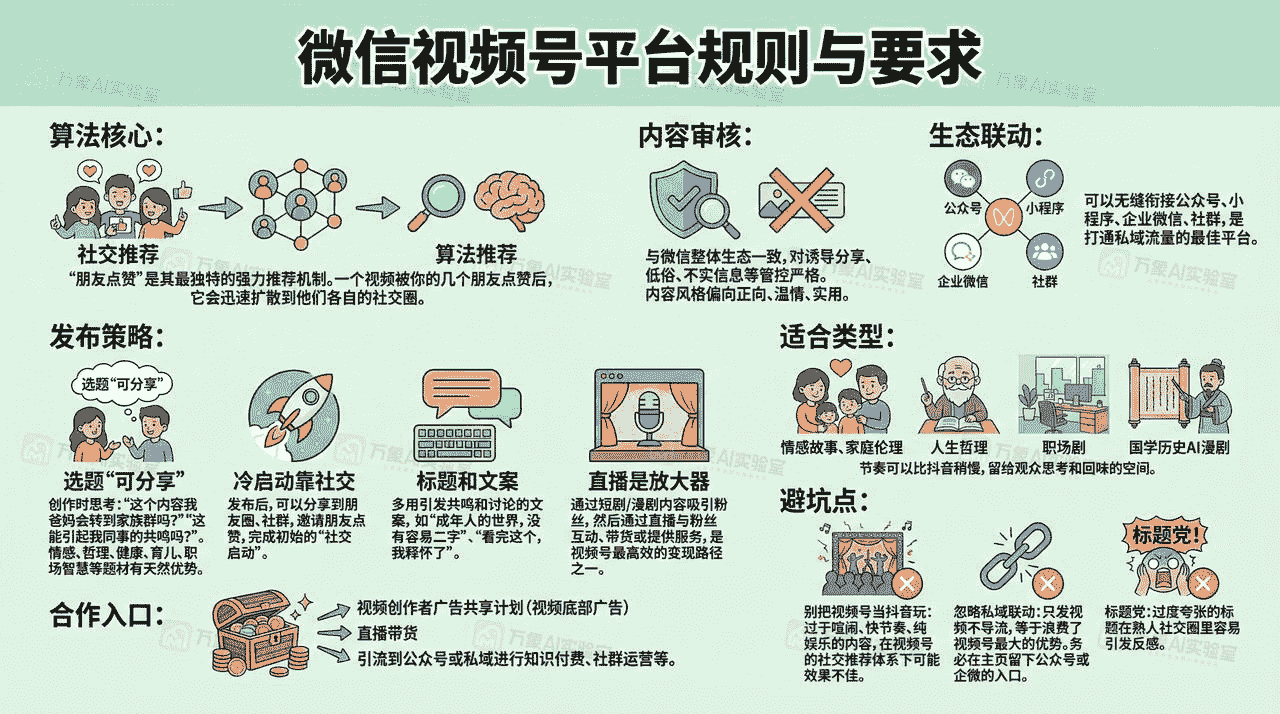 微信视频号平台规则与要求
算法核心：
社交推荐
算法推荐
“朋友点赞”是其最独特的强力推荐机制。一个视频被你的几个朋友点赞后，
它会迅速扩散到他们各自的社交圈。
内容审核：
与微信整体生态一致，对诱导分享、
低俗、不实信息等管控严格。
内容风格偏向正向、温情、实用。
生态联动：
公众号
小程序
企业微信
社群
可以无缝衔接公众号、小
程序、企业微信、社群，是
打通私域流量的最佳平台。
发布策略：
选题“可分享”
选题“可分享”
创作时思考：“这个内容我
爸妈会转到家族群吗？”“这
能引起我同事的共鸣吗？”。
情感、哲理、健康、育儿、职
场智慧等题材有天然优势。
冷启动靠社交
发布后，可以分享到朋
友圈、社群，邀请朋友点
赞，完成初始的“社交
启动”。
标题和文案
多用引发共鸣和讨论的文
案，如“成年人的世界，没
有容易二字”、“看完这个，
我释怀了”。
直播是放大器
通过短剧/漫剧内容吸引粉
丝，然后通过直播与粉丝
互动、带货或提供服务，是
视频号最高效的变现路径
之一。
适合类型：
情感故事、家庭伦理
人生哲理
职场剧
国学历史AI漫剧
节奏可以比抖音稍慢，留给观众思考和回味的空间。
避坑点：
别把视频号当抖音玩：
过于喧闹、快节奏、纯
娱乐的内容，在视频号
的社交推荐体系下可能
效果不佳。
忽略私域联动：只发视
频不导流，等于浪费了
视频号最大的优势。务
必在主页留下公众号或
企微的入口。
标题党！
标题党：过度夸张的标
题在熟人社交圈里容易
引发反感。
合作入口：
视频创作者广告共享计划（视频底部广告）
直播带货
引流到公众号或私域进行知识付费、社群运营等。
万象AI实验室